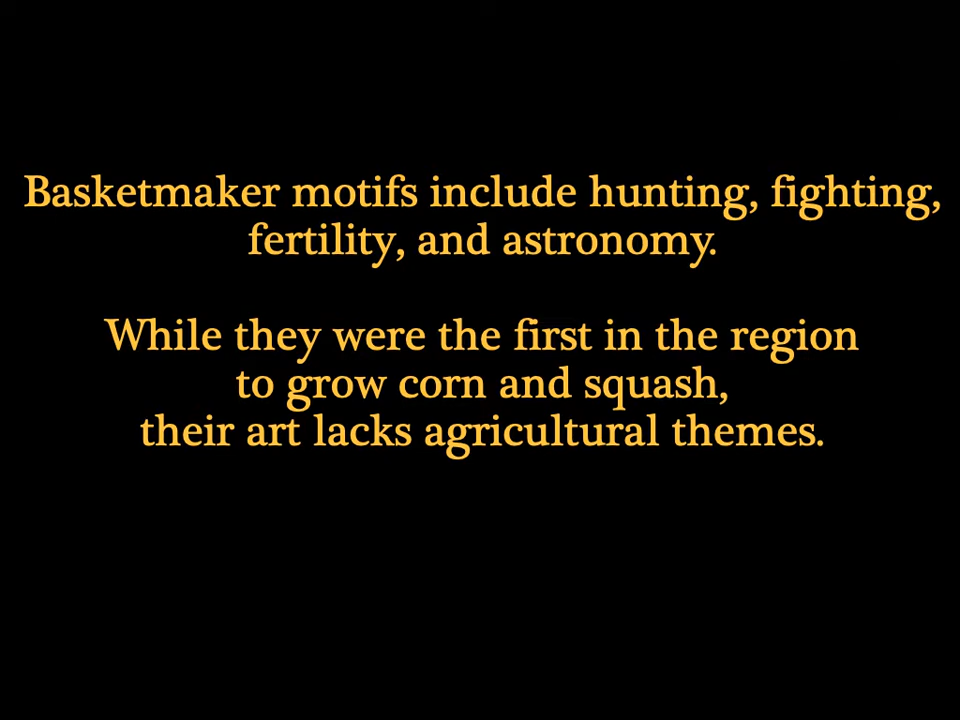 Basketmaker motifs include hunting, fighting,
fertility, and astronomy.
While they were the first in the region
to grow corn and squash,
their art lacks agricultural themes.